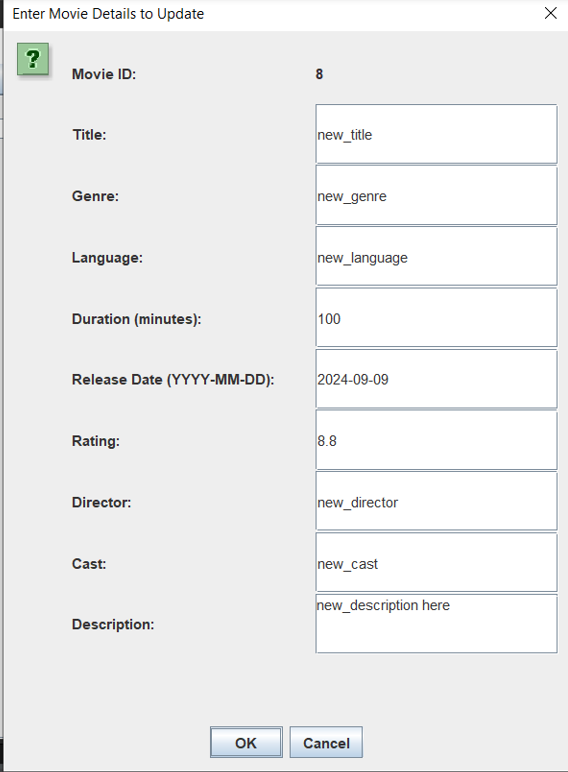 Enter Movie Details to Update
?
Movie ID: 8
Title: new_title
Genre: new_genre
Language: new_language
Duration (minutes): 100
Release Date (YYYY-MM-DD): 2024-09-09
Rating: 8.8
Director: new_director
Cast: new_cast
Description: new_description here
OK Cancel